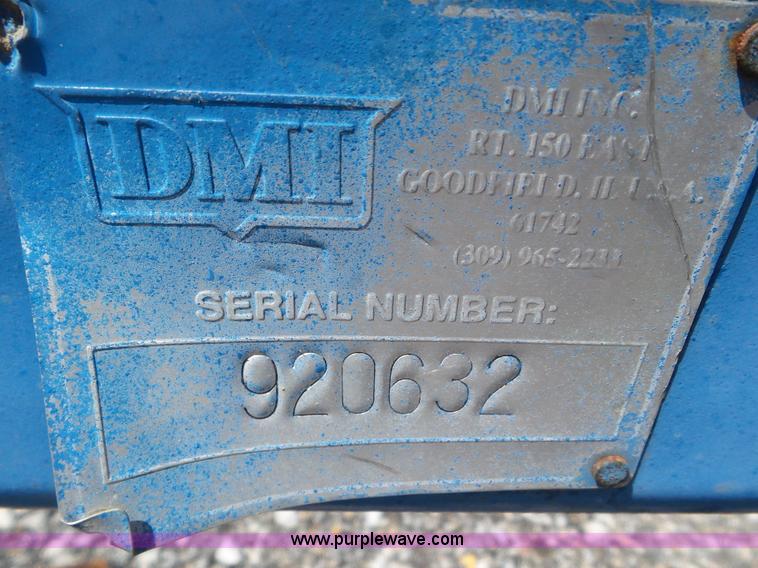 DMI
DMI INC.
RT. 150 EAST
GOODFIELD, IL U.S.A.
61742
(309) 965-2233
SERIAL NUMBER:
920632
www.purplewave.com